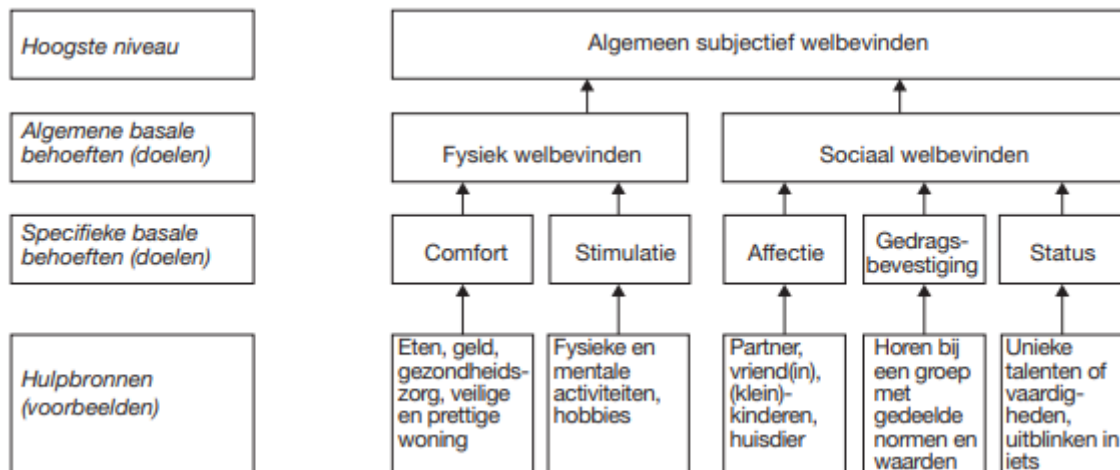 Hoogste niveau
Algemeen subjectief welbevinden
Algemene basale
behoeften (doelen)
Fysiek welbevinden
Sociaal welbevinden
Specifieke basale
behoeften (doelen)
Comfort
Stimulatie
Affectie
Gedrags-
bevestiging
Status
Hulpbronnen
(voorbeelden)
Eten, geld,
gezondheids-
zorg, veilige
en prettige
woning
Fysieke en
mentale
activiteiten,
hobbies
Partner,
vriend(in),
(klein)-
kinderen,
huisdier
Horen bij
een groep
met
gedeelde
normen en
waarden
Unieke
talenten of
vaardig-
heden,
uitblinken in
iets